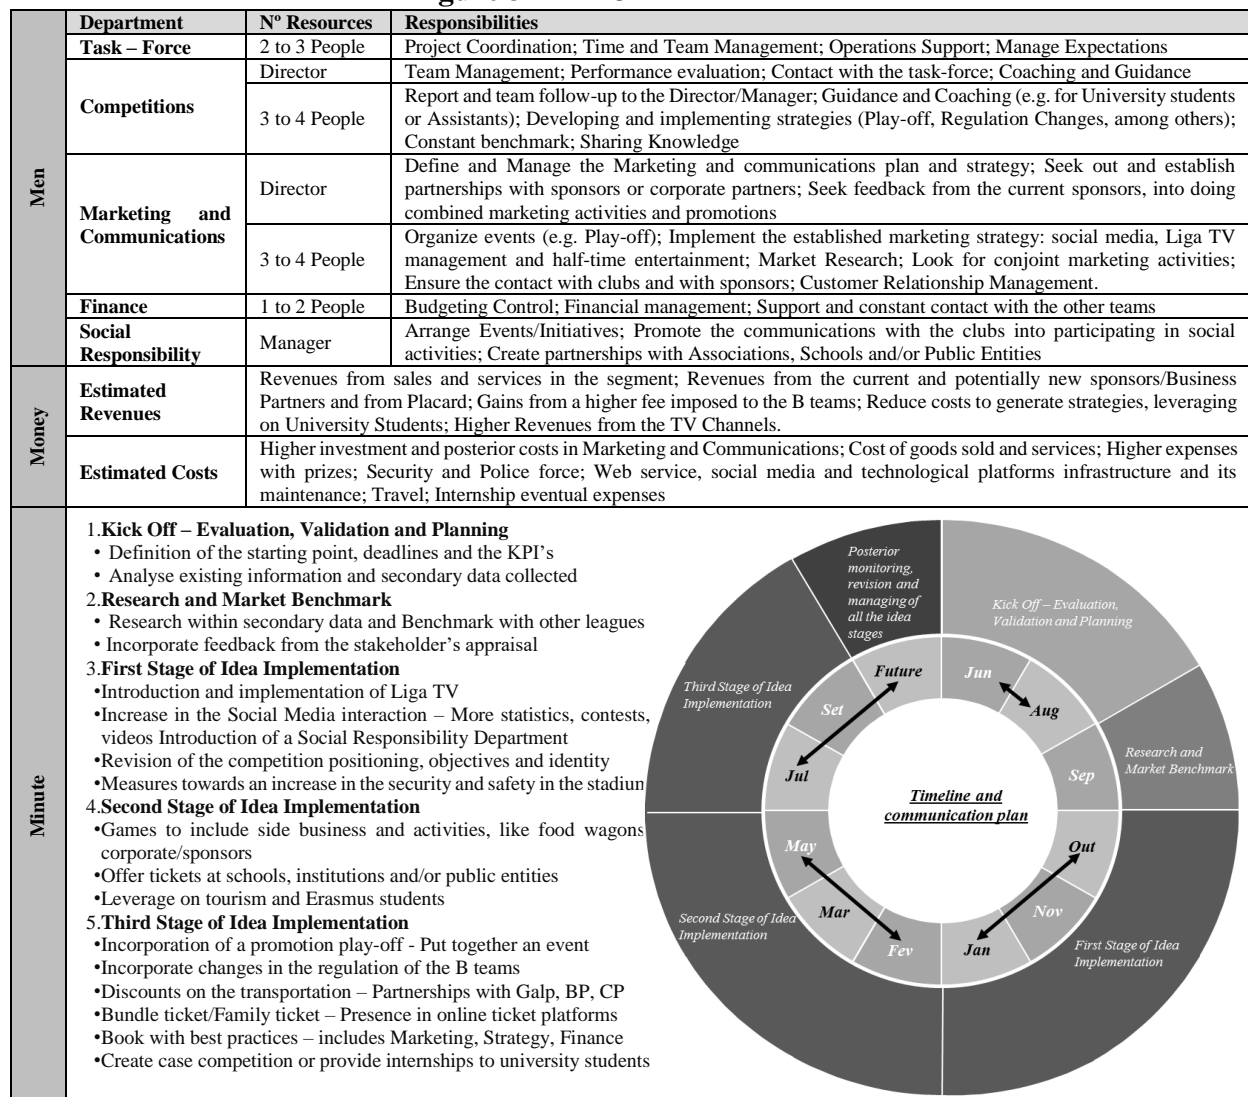 Department Nº Resources Responsibilities
Men
Task – Force 2 to 3 People Project Coordination; Time and Team Management; Operations Support; Manage Expectations
Competitions
Director Team Management; Performance evaluation; Contact with the task-force; Coaching and Guidance
3 to 4 People
Report and team follow-up to the Director/Manager; Guidance and Coaching (e.g. for University students
or Assistants); Developing and implementing strategies (Play-off, Regulation Changes, among others);
Constant benchmark; Sharing Knowledge
Marketing and
Communications
Director
Define and Manage the Marketing and communications plan and strategy; Seek out and establish
partnerships with sponsors or corporate partners; Seek feedback from the current sponsors, into doing
combined marketing activities and promotions
3 to 4 People
Organize events (e.g. Play-off); Implement the established marketing strategy: social media, Liga TV
management and half-time entertainment; Market Research; Look for conjoint marketing activities;
Ensure the contact with clubs and with sponsors; Customer Relationship Management.
Finance 1 to 2 People Budgeting Control; Financial management; Support and constant contact with the other teams
Social
Responsibility
Manager
Arrange Events/Initiatives; Promote the communications with the clubs into participating in social
activities; Create partnerships with Associations, Schools and/or Public Entities
Money
Estimated
Revenues
Revenues from sales and services in the segment; Revenues from the current and potentially new sponsors/Business
Partners and from Placard; Gains from a higher fee imposed to the B teams; Reduce costs to generate strategies, leveraging
on University Students; Higher Revenues from the TV Channels.
Estimated Costs
Higher investment and posterior costs in Marketing and Communications; Cost of goods sold and services; Higher expenses
with prizes; Security and Police force; Web service, social media and technological platforms infrastructure and its
maintenance; Travel; Internship eventual expenses
Minute
1.Kick Off – Evaluation, Validation and Planning
• Definition of the starting point, deadlines and the KPI's
• Analyse existing information and secondary data collected
2.Research and Market Benchmark
• Research within secondary data and Benchmark with other leagues
• Incorporate feedback from the stakeholder's appraisal
3.First Stage of Idea Implementation
•Introduction and implementation of Liga TV
•Increase in the Social Media interaction – More statistics, contests,
videos Introduction of a Social Responsibility Department
•Revision of the competition positioning, objectives and identity
•Measures towards an increase in the security and safety in the stadiun
4.Second Stage of Idea Implementation
•Games to include side business and activities, like food wagons
corporate/sponsors
•Offer tickets at schools, institutions and/or public entities
•Leverage on tourism and Erasmus students
5.Third Stage of Idea Implementation
•Incorporation of a promotion play-off - Put together an event
•Incorporate changes in the regulation of the B teams
•Discounts on the transportation – Partnerships with Galp, BP, CP
•Bundle ticket/Family ticket – Presence in online ticket platforms
•Book with best practices – includes Marketing, Strategy, Finance
•Create case competition or provide internships to university students
Posterior
monitoring,
revision and
managing of
all the idea
stages
Kick Off – Evaluation,
Validation and Planning
Research and
Market Benchmark
First Stage of Idea
Implementation
Second Stage of Idea
Implementation
Third Stage of Idea
Implementation
Future
Jun
Aug
Sep
Out
Nov
Jan
Fev
Mar
May
Jul
Set
Timeline and
communication plan